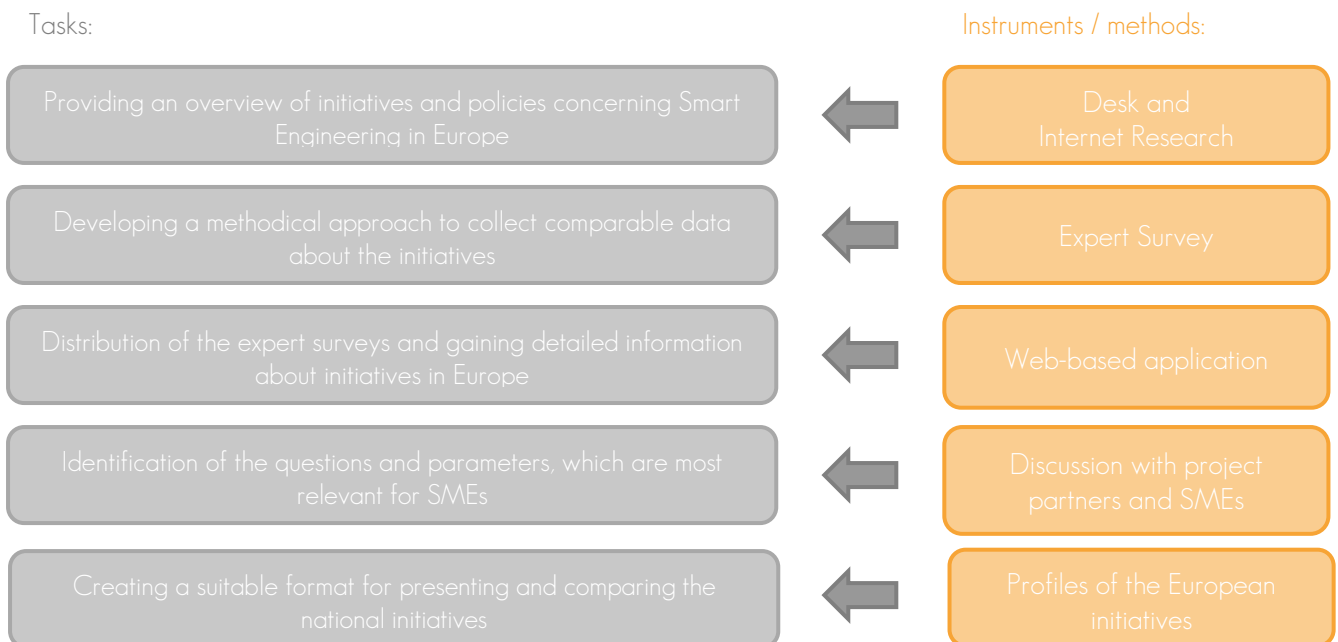 Tasks:
Instruments / methods:
Providing an overview of initiatives and policies concerning Smart
Engineering in Europe
Desk and
Internet Research
Developing a methodical approach to collect comparable data
about the initiatives
Expert Survey
Distribution of the expert surveys and gaining detailed information
about initiatives in Europe
Web-based application
Identification of the questions and parameters, which are most
relevant for SMEs
Discussion with project
partners and SMEs
Creating a suitable format for presenting and comparing the
national initiatives
Profiles of the European
initiatives